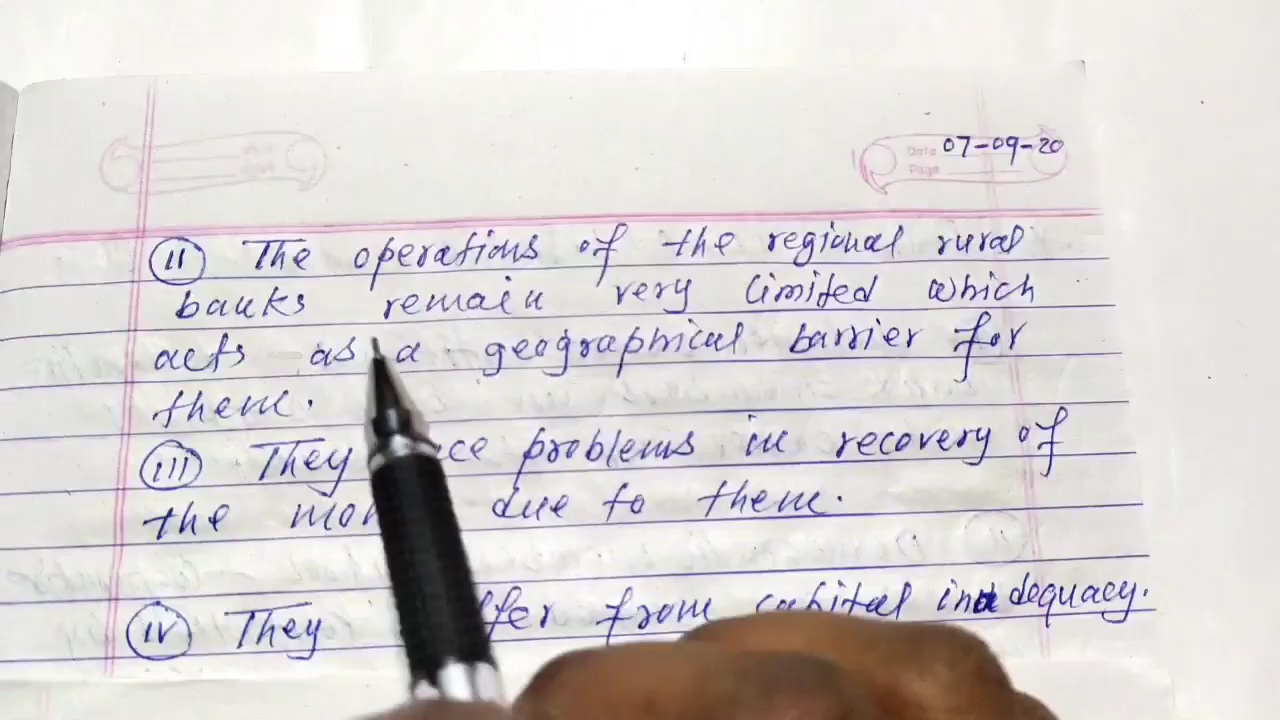 Date 07-09-20
Page
(II) The operations of the regional rural
banks remain very limited which
acts as a geographical barrier for
them.
(III) They problems in recovery of
the due to them.
(IV) They from capital inadequacy.